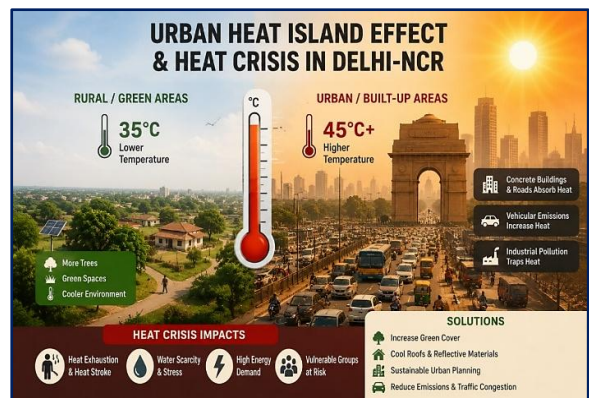 URBAN HEAT ISLAND EFFECT
& HEAT CRISIS IN DELHI-NCR
RURAL / GREEN AREAS
35°C
Lower
Temperature
°C
URBAN / BUILT-UP AREAS
45°C+
Higher
Temperature
Concrete Buildings
& Roads Absorb Heat
Vehicular Emissions
Increase Heat
Industrial Pollution
Traps Heat
More Trees
Green Spaces
Cooler Environment
HEAT CRISIS IMPACTS
Heat Exhaustion
& Heat Stroke
Water Scarcity
& Stress
High Energy
Demand
Vulnerable Groups
at Risk
SOLUTIONS
Increase Green Cover
Cool Roofs & Reflective Materials
Sustainable Urban Planning
Reduce Emissions & Traffic Congestion